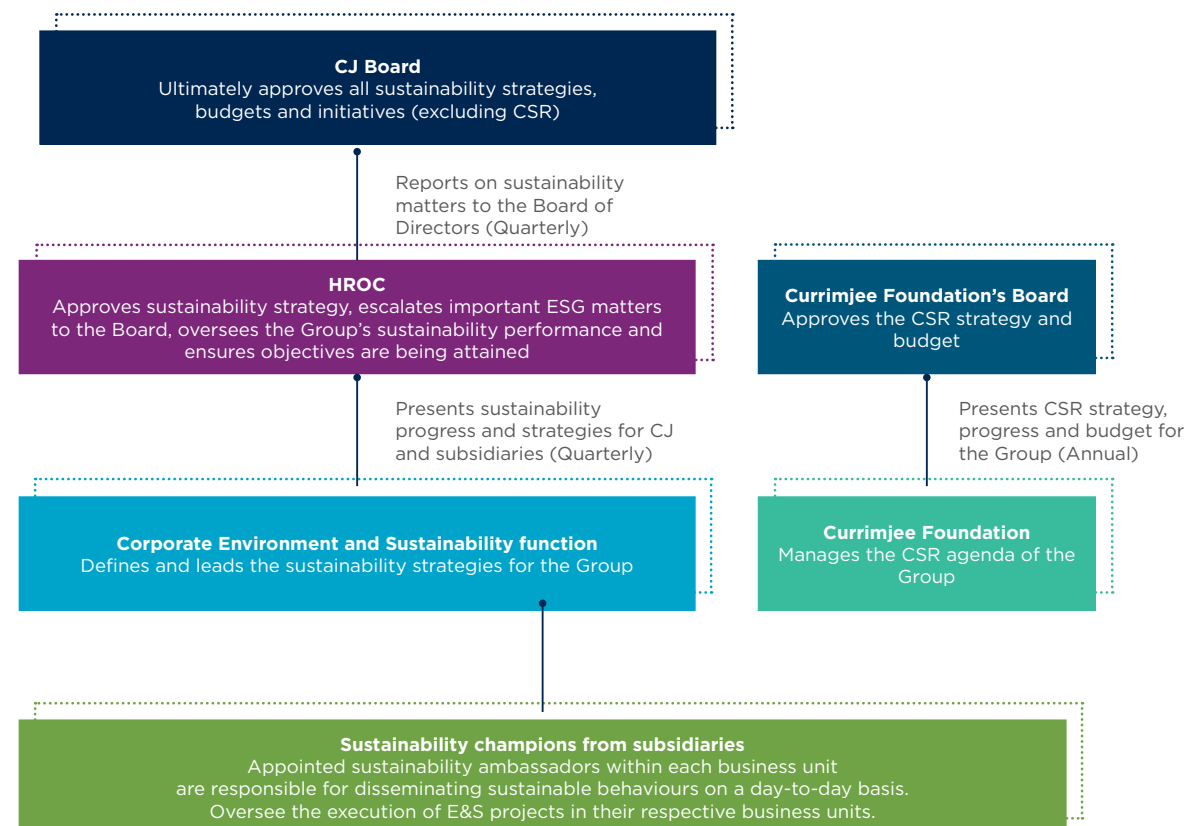 CJ Board
Ultimately approves all sustainability strategies,
budgets and initiatives (excluding CSR)
Reports on sustainability
matters to the Board of
Directors (Quarterly)
HROC
Approves sustainability strategy, escalates important ESG matters
to the Board, oversees the Group's sustainability performance and
ensures objectives are being attained
Currimjee Foundation's Board
Approves the CSR strategy and
budget
Presents sustainability
progress and strategies for CJ
and subsidiaries (Quarterly)
Presents CSR strategy,
progress and budget for
the Group (Annual)
Corporate Environment and Sustainability function
Defines and leads the sustainability strategies for the Group
Currimjee Foundation
Manages the CSR agenda of the
Group
Sustainability champions from subsidiaries
Appointed sustainability ambassadors within each business unit
are responsible for disseminating sustainable behaviours on a day-to-day basis.
Oversee the execution of E&S projects in their respective business units.